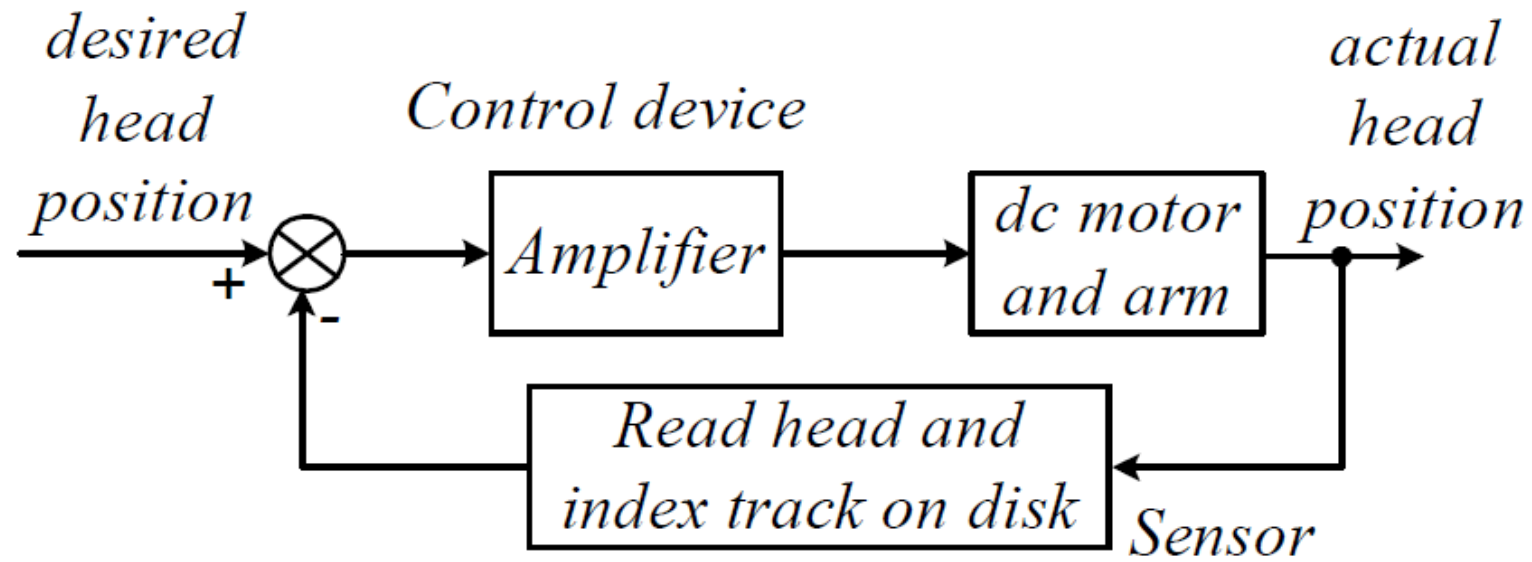 desired
head
position
+
-
Control device
Amplifier
dc motor
and arm
actual
head
position
Read head and
index track on disk
Sensor